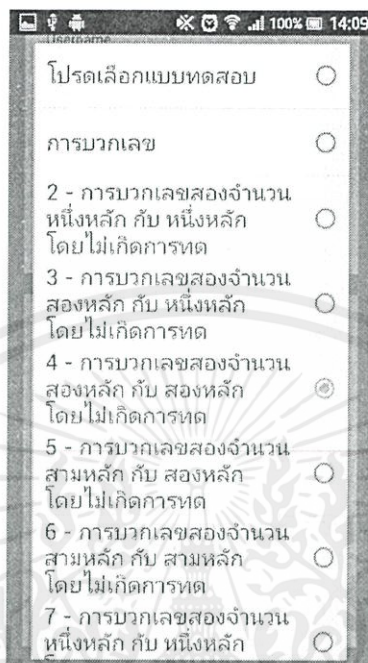 100% 14:09
Username
โปรดเลือกแบบทดสอบ
การบวกเลข
2 - การบวกเลขสองจำนวน
หนึ่งหลัก กับ หนึ่งหลัก
โดยไม่เกิดการทด
3 - การบวกเลขสองจำนวน
สองหลัก กับ หนึ่งหลัก
โดยไม่เกิดการทด
4 - การบวกเลขสองจำนวน
สองหลัก กับ สองหลัก
โดยไม่เกิดการทด
5 - การบวกเลขสองจำนวน
สามหลัก กับ สองหลัก
โดยไม่เกิดการทด
6 - การบวกเลขสองจำนวน
สามหลัก กับ สามหลัก
โดยไม่เกิดการทด
7 - การบวกเลขสองจำนวน
หนึ่งหลัก กับ หนึ่งหลัก